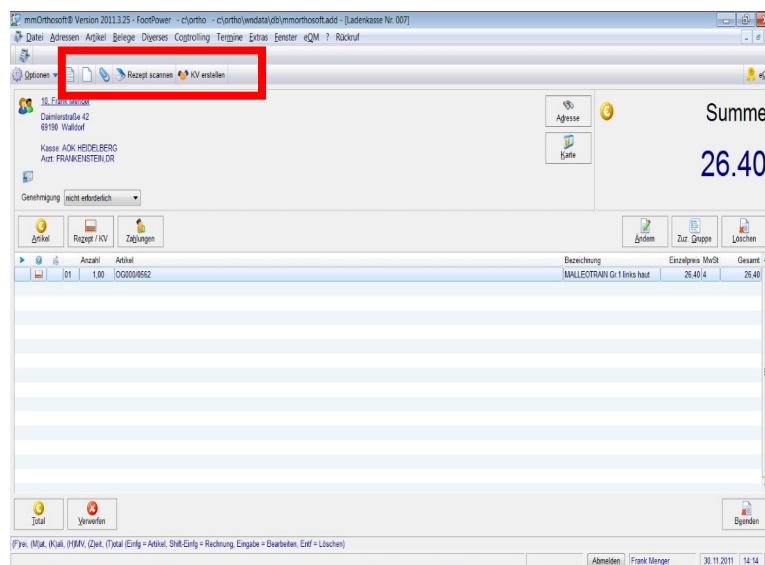 mmOrthosoft® Version 2011.3.25 - FootPower - c:\ortho - c:\ortho\wndata\db\mmorthosoft.add - [Ladenkasse Nr. 007]
Datei Adressen Artikel Belege Diverses Controlling Termine Extras Fenster eQM ? Rückruf
Optionen Rezept scannen KV erstellen
10, Frank Menger
Daimlerstraße 42
69190 Walldorf
Kasse: AOK HEIDELBERG
Arzt: FRANKENSTEIN,DR
Adresse
Karte
Summe
26.40
Genehmigung nicht erforderlich
Artikel Rezept / KV Zahlungen Ändern Zuz. Gruppe Löschen
Anzahl Artikel Bezeichnung Einzelpreis MwSt Gesamt
01 1,00 OG000/0562 MALLEOTRAIN Gr.1 links haut 26,40 4 26,40
Total Verwerfen Beenden
(F)rei, (M)at, (K)alk, (H)MV, (Z)eit, (T)otal (Einfg = Artikel, Shift-Einfg = Rechnung, Eingabe = Bearbeiten, Entf = Löschen)
Abmelden Frank Menger 30.11.2011 14:14